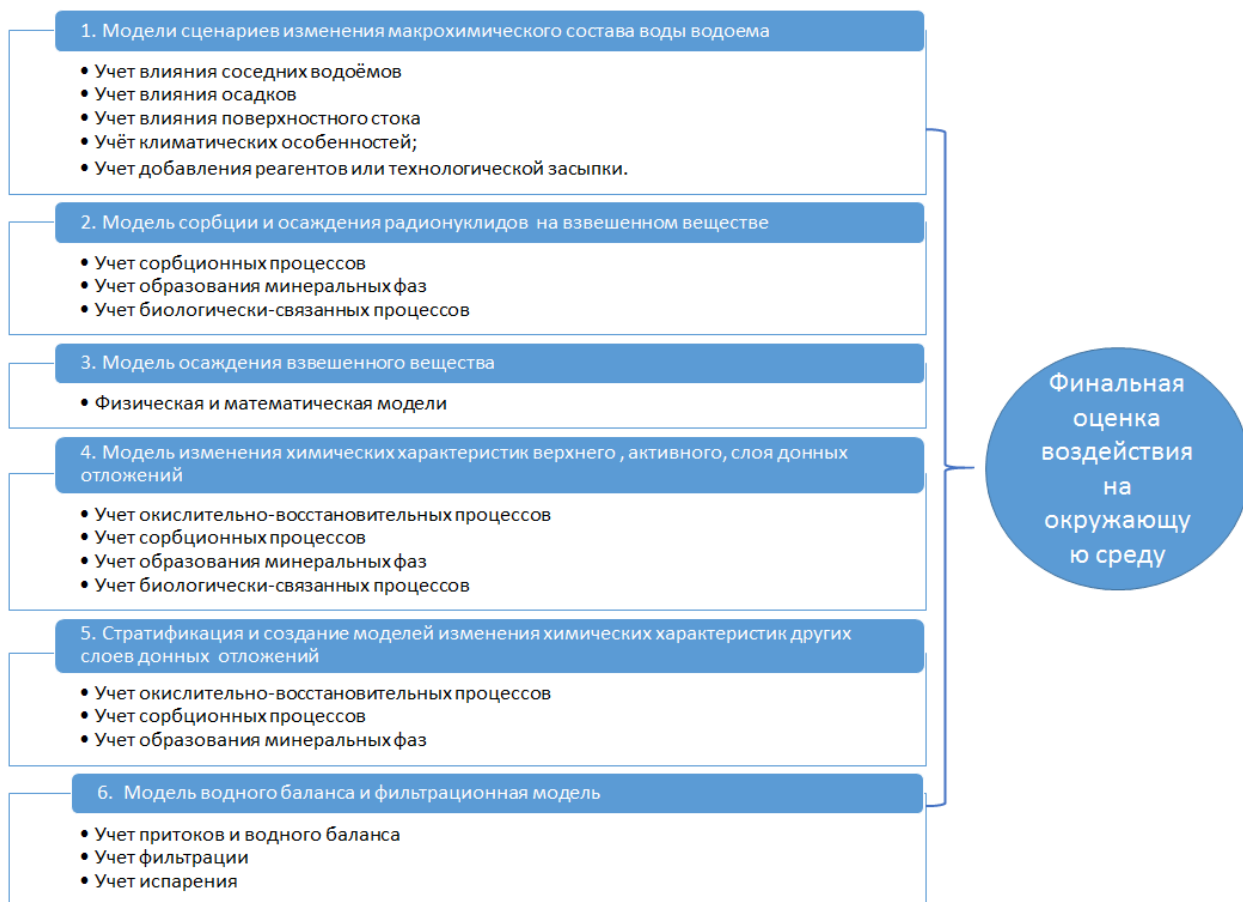 1. Модели сценариев изменения макрохимического состава воды водоема
• Учет влияния соседних водоёмов
• Учет влияния осадков
• Учет влияния поверхностного стока
• Учёт климатических особенностей;
• Учет добавления реагентов или технологической засыпки.
2. Модель сорбции и осаждения радионуклидов на взвешенном веществе
• Учет сорбционных процессов
• Учет образования минеральных фаз
• Учет биологически-связанных процессов
3. Модель осаждения взвешенного вещества
• Физическая и математическая модели
4. Модель изменения химических характеристик верхнего , активного, слоя донных
отложений
• Учет окислительно-восстановительных процессов
• Учет сорбционных процессов
• Учет образования минеральных фаз
• Учет биологически-связанных процессов
5. Стратификация и создание моделей изменения химических характеристик других
слоев донных отложений
• Учет окислительно-восстановительных процессов
• Учет сорбционных процессов
• Учет образования минеральных фаз
6. Модель водного баланса и фильтрационная модель
• Учет притоков и водного баланса
• Учет фильтрации
• Учет испарения
Финальная
оценка
воздействия
на
окружающу
ю среду